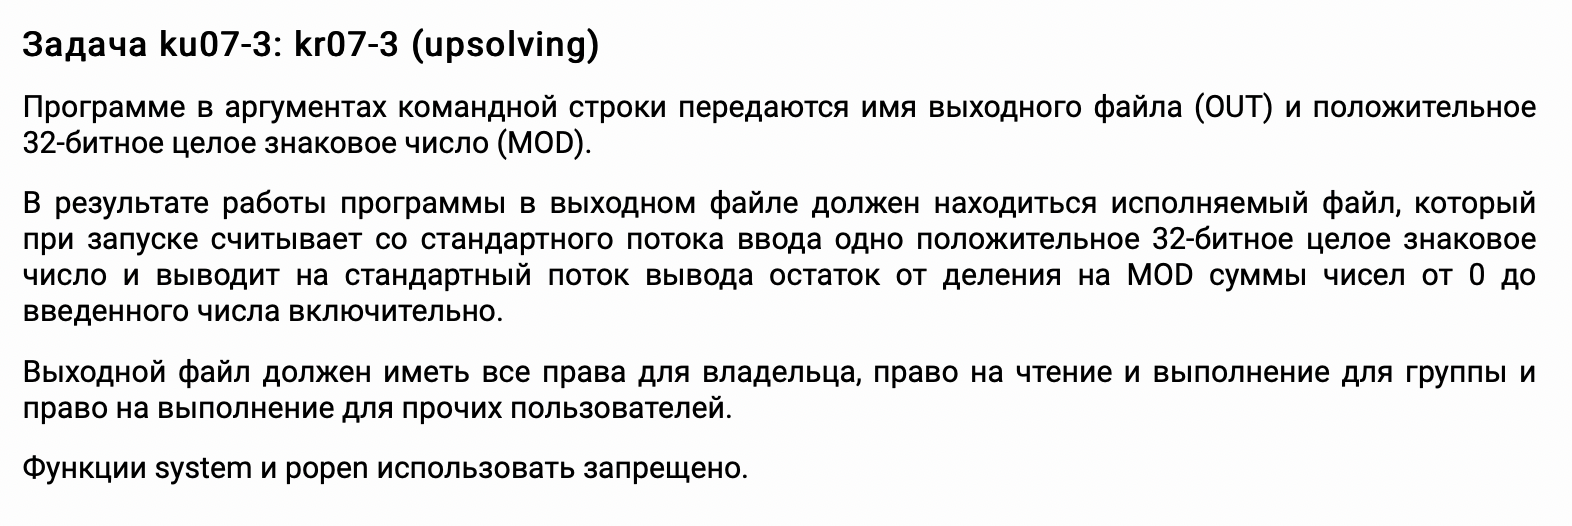 Задача ku07-3: kr07-3 (upsolving)
Программе в аргументах командной строки передаются имя выходного файла (OUT) и положительное
32-битное целое знаковое число (MOD).
В результате работы программы в выходном файле должен находиться исполняемый файл, который
при запуске считывает со стандартного потока ввода одно положительное 32-битное целое знаковое
число и выводит на стандартный поток вывода остаток от деления на MOD суммы чисел от 0 до
введенного числа включительно.
Выходной файл должен иметь все права для владельца, право на чтение и выполнение для группы и
право на выполнение для прочих пользователей.
Функции system и popen использовать запрещено.